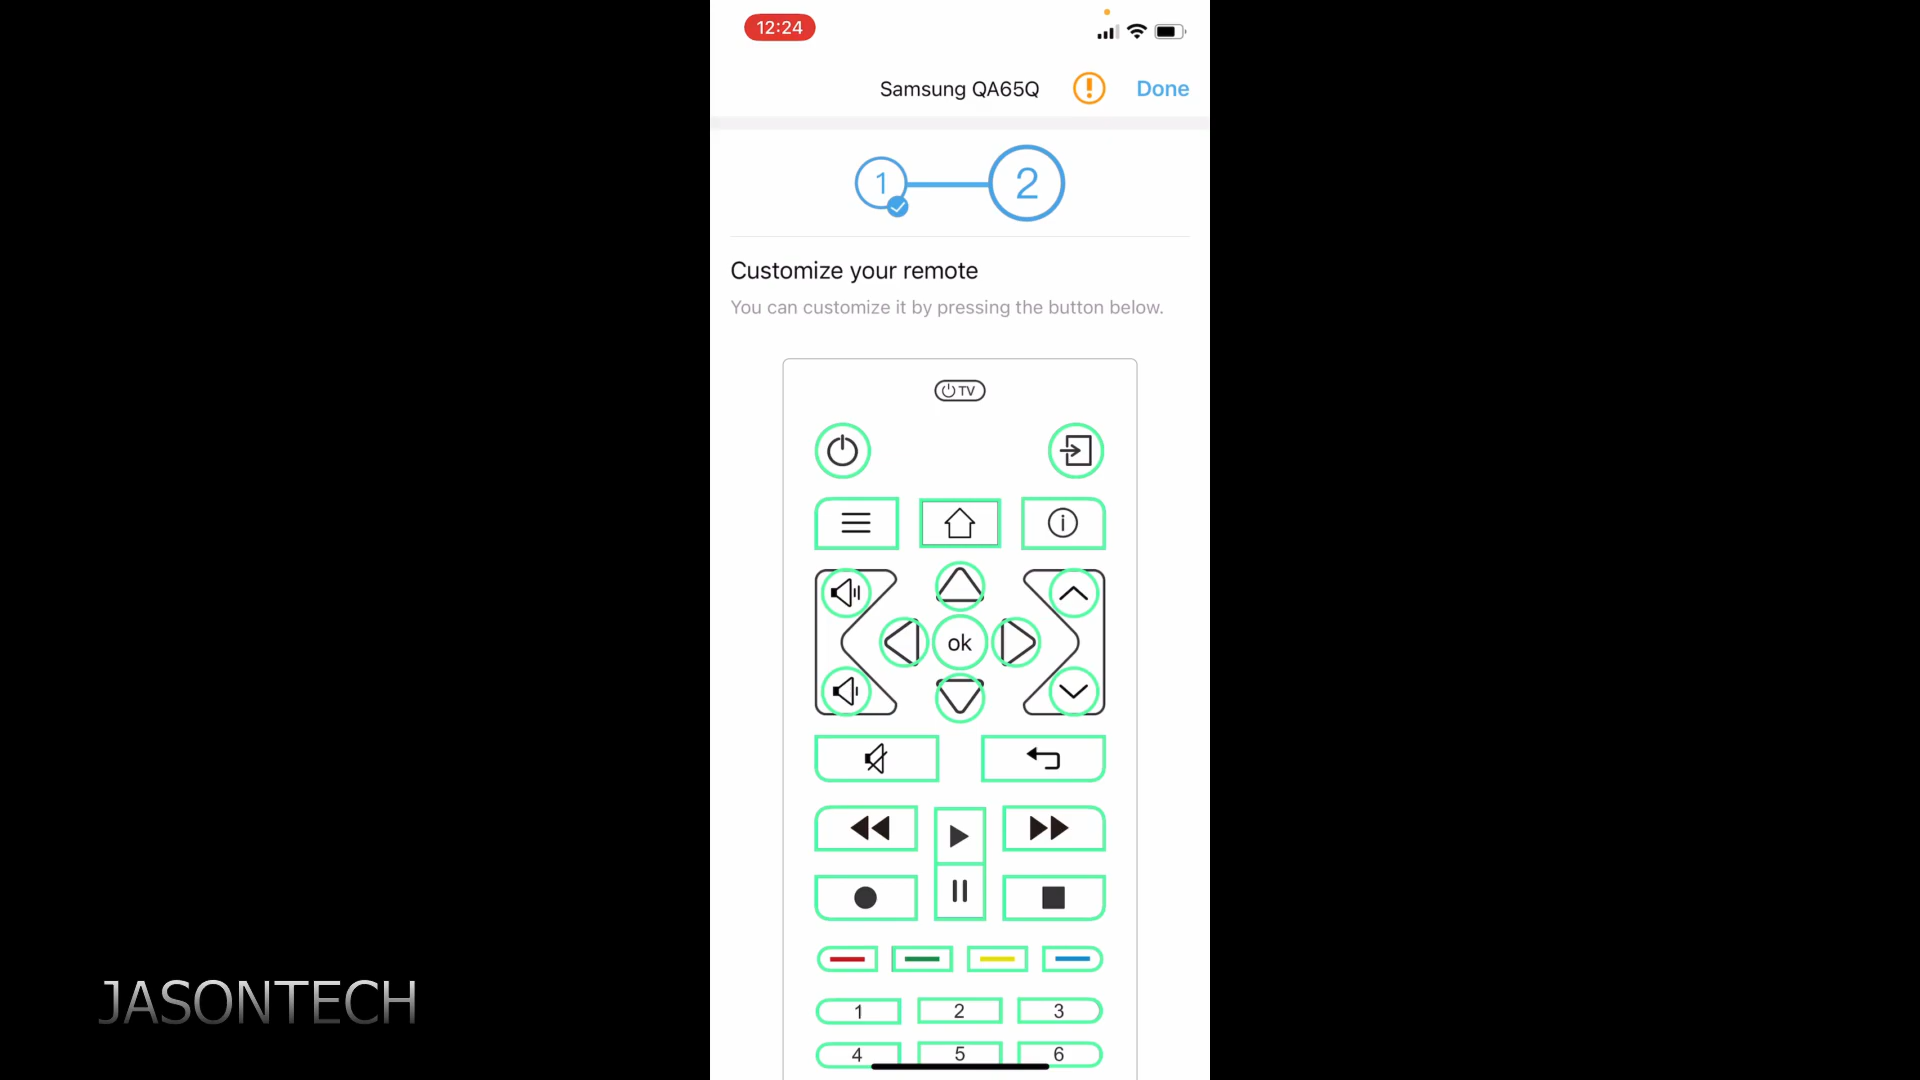 12:24
Samsung QA65Q
Done
1
2
Customize your remote
You can customize it by pressing the button below.
TV
ok
1
2
3
4
5
6
JASONTECH